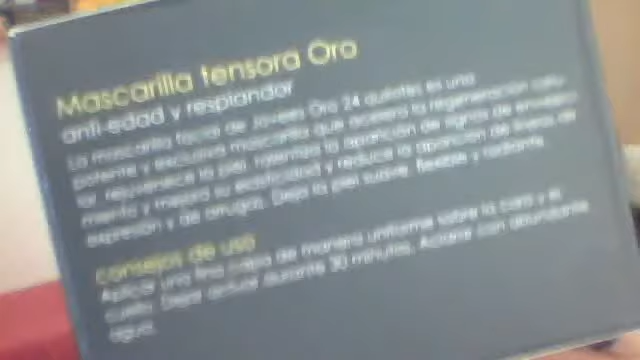 Mascarilla tensora Oro
anti-edad y resplandor
La mascarilla facial de Oro 24 quilates es una
potente y exclusiva mascarilla que acelera la regeneración celu-
lar, rejuvenece la piel, ralentiza la aparición de signos de envejeci-
miento y mejora la elasticidad y reduce la aparición de líneas de
expresión y de arrugas. Deja la piel suave, flexible y radiante.
consejos de uso
Aplicar una fina capa de manera uniforme sobre la cara y el
cuello. Dejar actuar durante 30 minutos. Aclarar con abundante
agua.